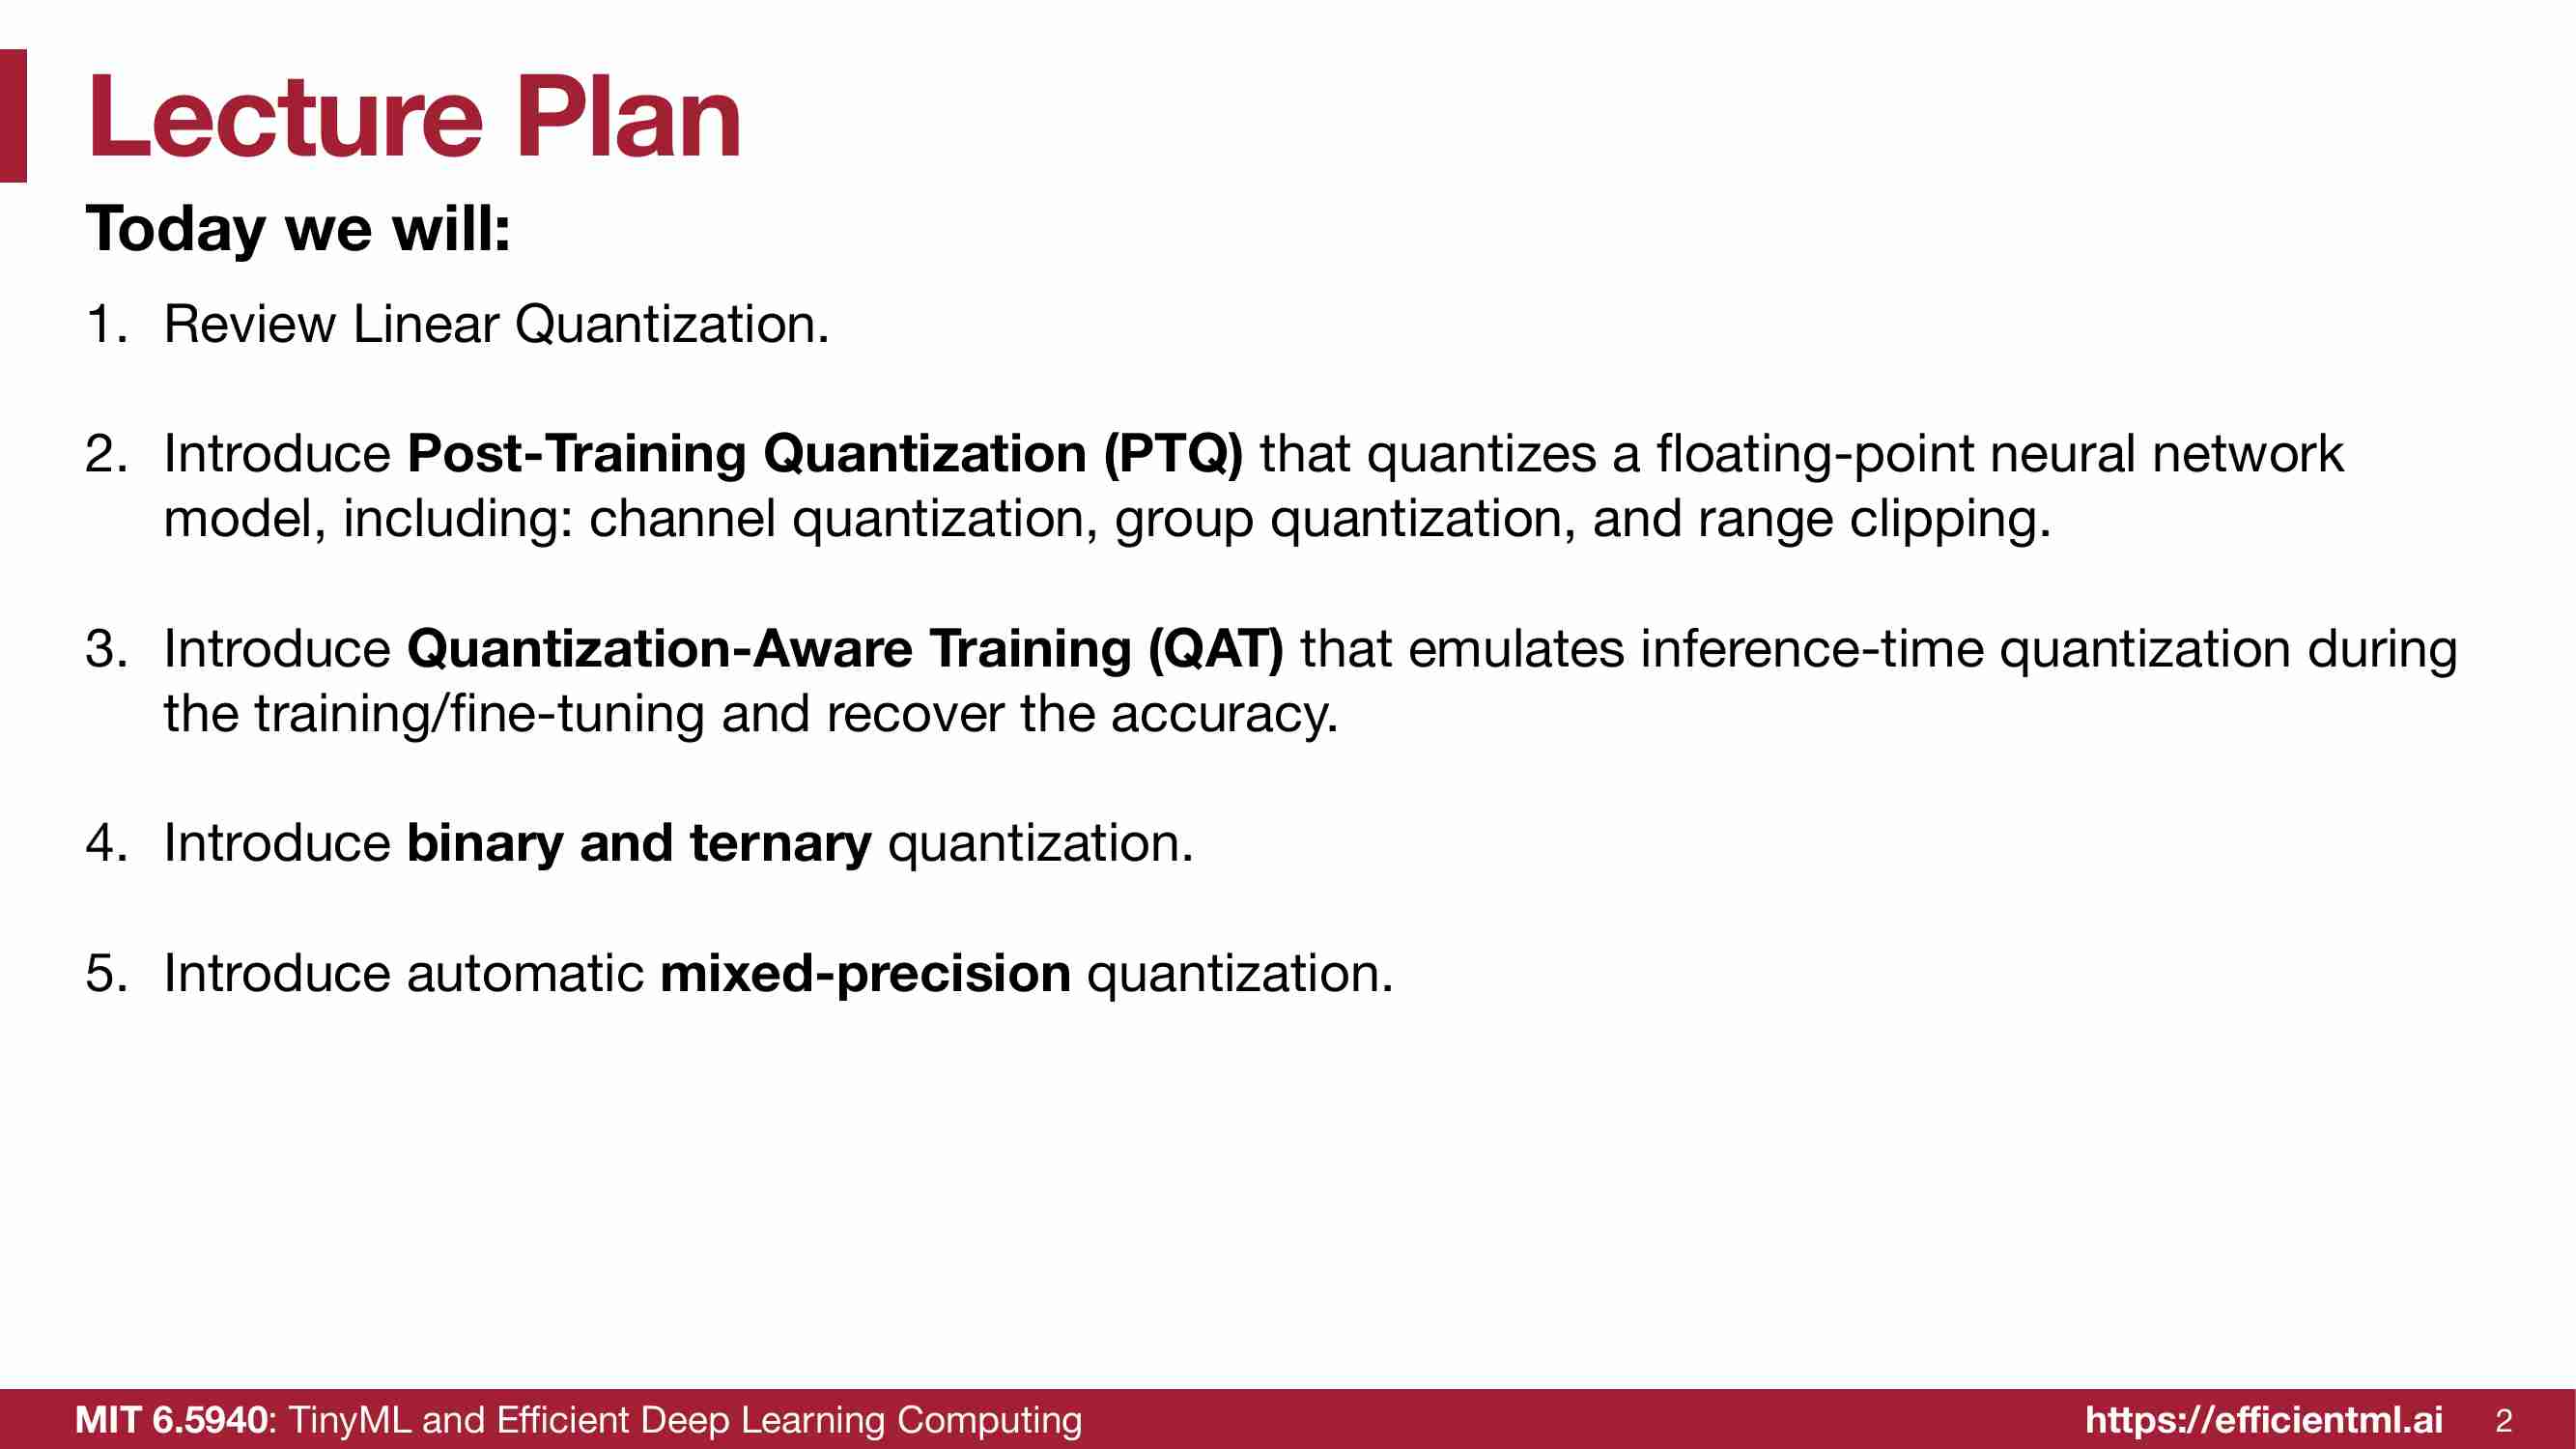 Lecture Plan
Today we will:
1. Review Linear Quantization.
2. Introduce Post-Training Quantization (PTQ) that quantizes a floating-point neural network
model, including: channel quantization, group quantization, and range clipping.
3. Introduce Quantization-Aware Training (QAT) that emulates inference-time quantization during
the training/fine-tuning and recover the accuracy.
4. Introduce binary and ternary quantization.
5. Introduce automatic mixed-precision quantization.
MIT 6.5940: TinyML and Efficient Deep Learning Computing
https://efficientml.ai 2